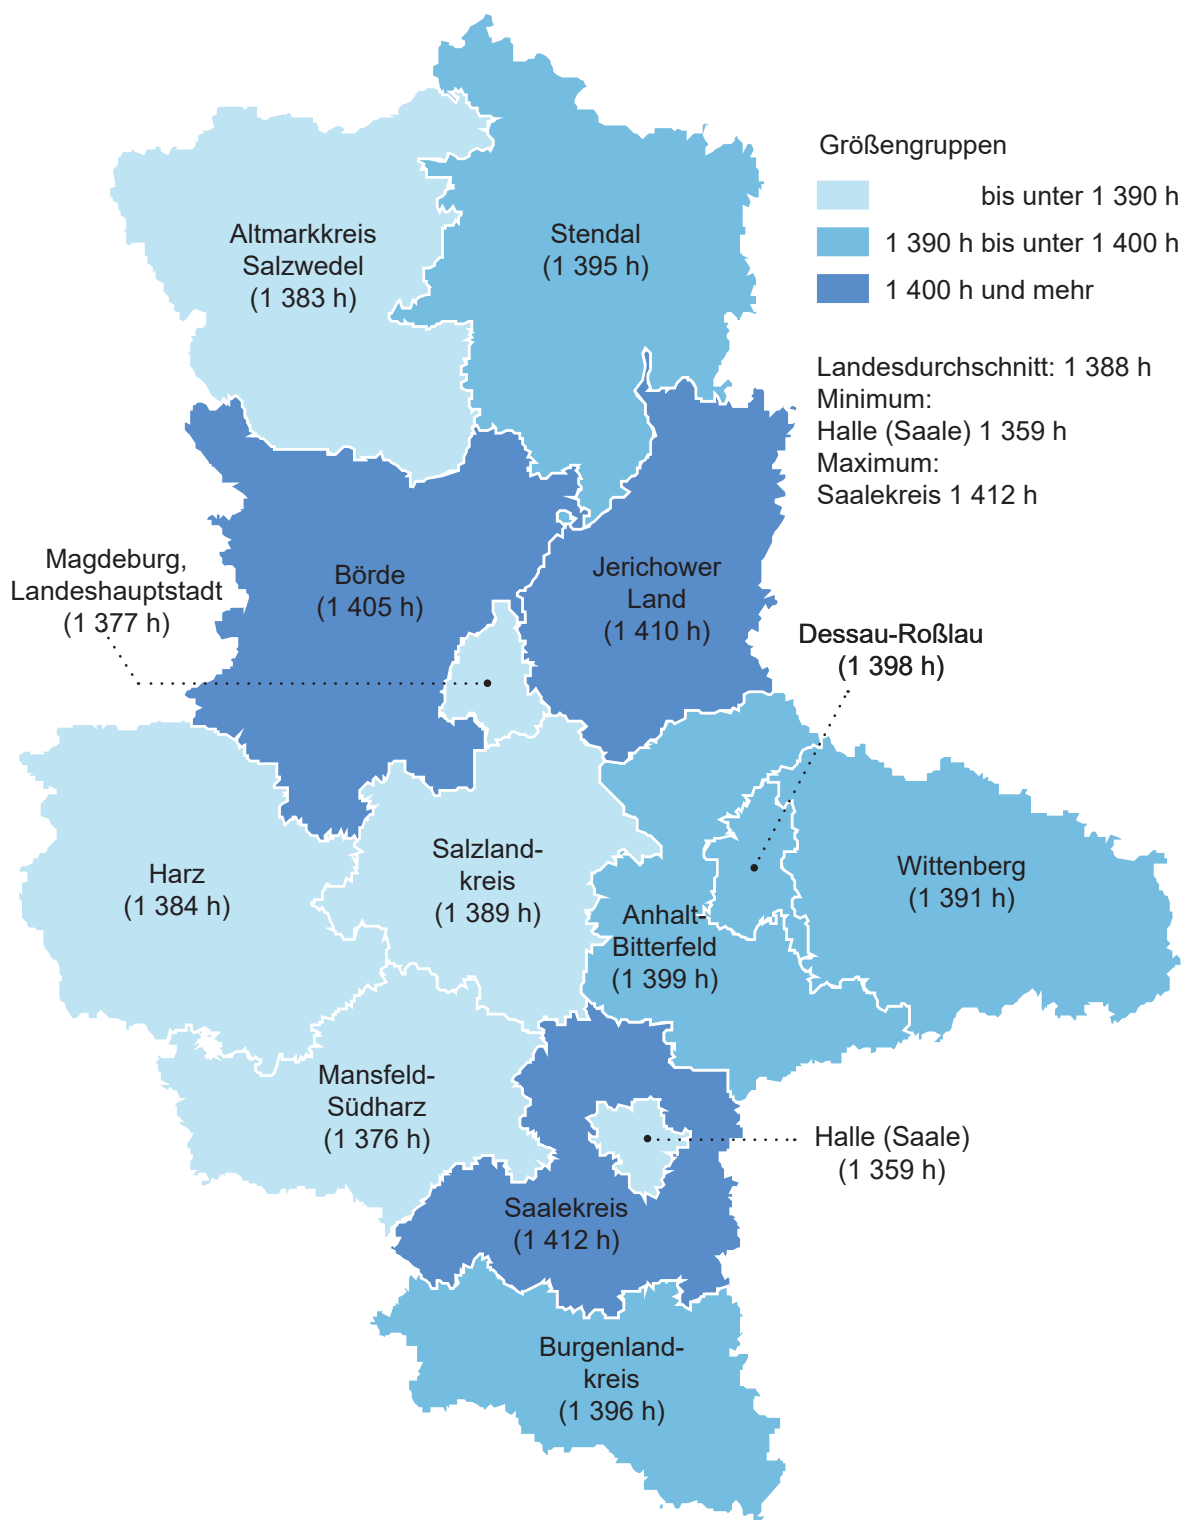 Größengruppen
bis unter 1 390 h
1 390 h bis unter 1 400 h
1 400 h und mehr
Landesdurchschnitt: 1 388 h
Minimum:
Halle (Saale) 1 359 h
Maximum:
Saalekreis 1 412 h
Altmarkkreis
Salzwedel
(1 383 h)
Stendal
(1 395 h)
Magdeburg,
Landeshauptstadt
(1 377 h)
Börde
(1 405 h)
Jerichower
Land
(1 410 h)
Dessau-Roßlau
(1 398 h)
Harz
(1 384 h)
Salzland-
kreis
(1 389 h)
Anhalt-
Bitterfeld
(1 399 h)
Wittenberg
(1 391 h)
Mansfeld-
Südharz
(1 376 h)
Halle (Saale)
(1 359 h)
Saalekreis
(1 412 h)
Burgenland-
kreis
(1 396 h)